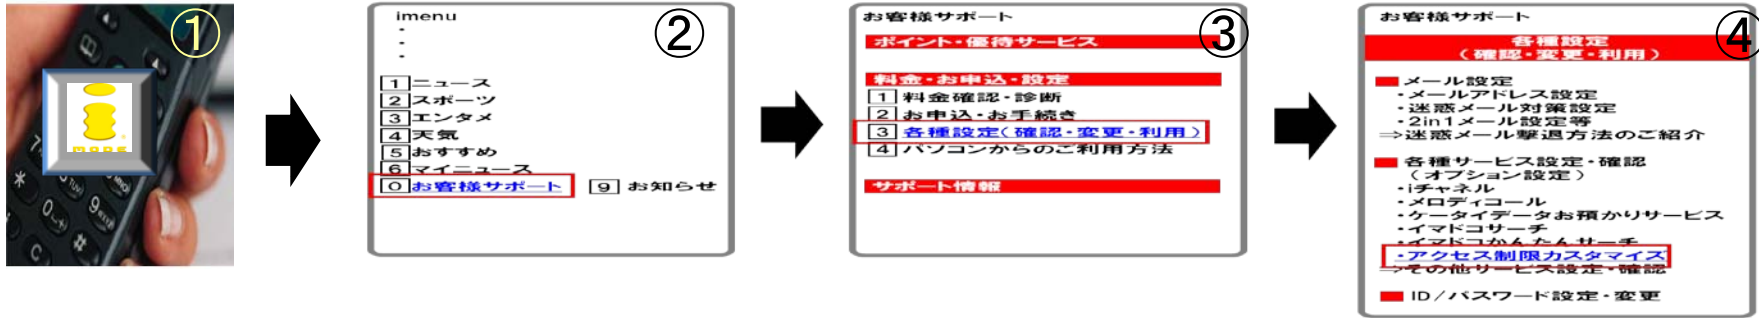 ①
MODE
②
imenu
・
・
・
1 ニュース
2 スポーツ
3 エンタメ
4 天気
5 おすすめ
6 マイニュース
0 お客様サポート 9 お知らせ
③
お客様サポート
ポイント・優待サービス
料金・お申込・設定
1 料金確認・診断
2 お申込・お手続き
3 各種設定(確認・変更・利用)
4 パソコンからのご利用方法
サポート情報
④
お客様サポート
各種設定
(確認・変更・利用)
■メール設定
・メールアドレス設定
・迷惑メール対策設定
・2in1メール設定等
⇒迷惑メール撃退方法のご紹介
■各種サービス設定・確認
(オプション設定)
・iチャネル
・メロディコール
・ケータイデータお預かりサービス
・イマドコサーチ
・イマドコかんたんサーチ
・アクセス制限カスタマイズ
⇒その他サービス設定・確認
■ID/パスワード設定・変更